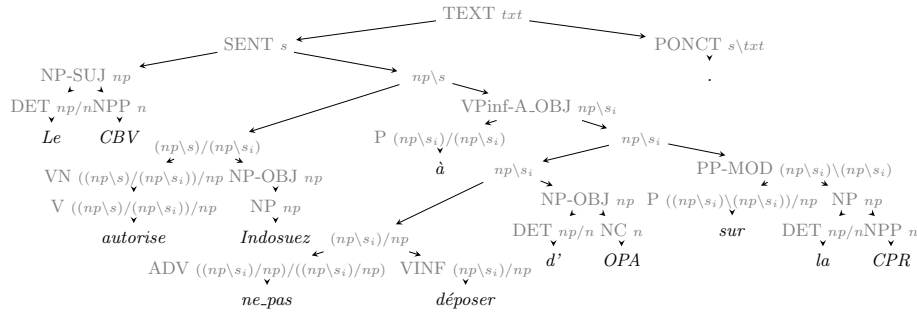 TEXT txt
SENT s PONCT s\txt
NP-SUJ np np\s .
DET np/n NPP n VPinf-A_OBJ np\s_i
Le CBV (np\s)/(np\s_i) P (np\s_i)/(np\s_i) np\s_i
VN ((np\s)/(np\s_i))/np NP-OBJ np à np\s_i PP-MOD (np\s_i)\(np\s_i)
V ((np\s)/(np\s_i))/np NP np NP-OBJ np P ((np\s_i)\(np\s_i))/np NP np
autorise Indosuez (np\s_i)/np DET np/n NC n sur DET np/n NPP n
ADV ((np\s_i)/np)/((np\s_i)/np) VINF (np\s_i)/np d' OPA la CPR
ne_pas déposer